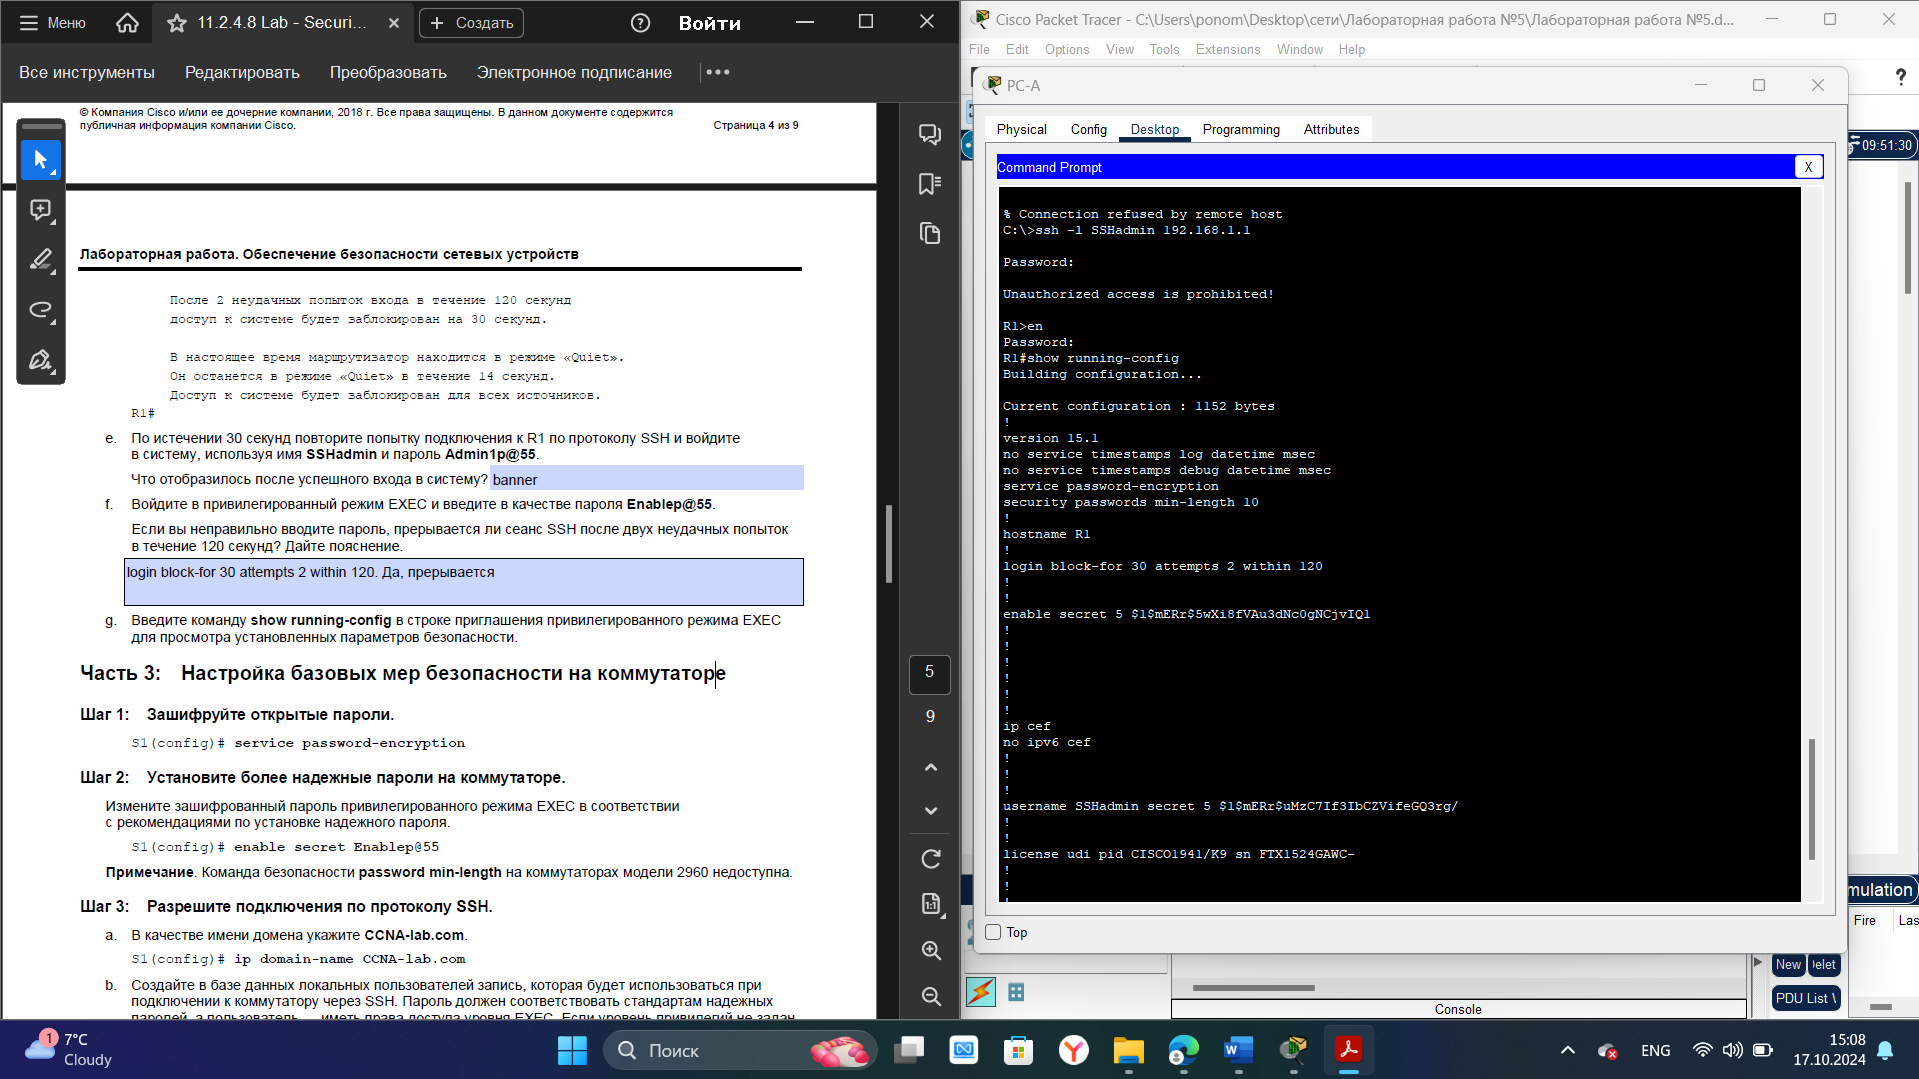 Меню
11.2.4.8 Lab - Securi...
Создать
Войти
Все инструменты
Редактировать
Преобразовать
Электронное подписание
© Компания Cisco и/или ее дочерние компании, 2018 г. Все права защищены. В данном документе содержится
публичная информация компании Cisco.
Страница 4 из 9
Лабораторная работа. Обеспечение безопасности сетевых устройств
После 2 неудачных попыток входа в течение 120 секунд
доступ к системе будет заблокирован на 30 секунд.
В настоящее время маршрутизатор находится в режиме «Quiet».
Он останется в режиме «Quiet» в течение 14 секунд.
Доступ к системе будет заблокирован для всех источников.
R1#
e. По истечении 30 секунд повторите попытку подключения к R1 по протоколу SSH и войдите
в систему, используя имя SSHadmin и пароль Admin1p@55.
Что отобразилось после успешного входа в систему? banner
f. Войдите в привилегированный режим EXEC и введите в качестве пароля Enablep@55.
Если вы неправильно вводите пароль, прерывается ли сеанс SSH после двух неудачных попыток
в течение 120 секунд? Дайте пояснение.
login block-for 30 attempts 2 within 120. Да, прерывается
g. Введите команду show running-config в строке приглашения привилегированного режима EXEC
для просмотра установленных параметров безопасности.
Часть 3: Настройка базовых мер безопасности на коммутаторе
Шаг 1: Зашифруйте открытые пароли.
S1(config)# service password-encryption
Шаг 2: Установите более надежные пароли на коммутаторе.
Измените зашифрованный пароль привилегированного режима EXEC в соответствии
с рекомендациями по установке надежного пароля.
S1(config)# enable secret Enablep@55
Примечание. Команда безопасности password min-length на коммутаторах модели 2960 недоступна.
Шаг 3: Разрешите подключения по протоколу SSH.
a. В качестве имени домена укажите CCNA-lab.com.
S1(config)# ip domain-name CCNA-lab.com
b. Создайте в базе данных локальных пользователей запись, которая будет использоваться при
подключении к коммутатору через SSH. Пароль должен соответствовать стандартам надежных
паролей, а пользователь — иметь права доступа уровня EXEC. Если уровень привилегий не задан
5
9
1:1
Cisco Packet Tracer - C:\Users\ponom\Desktop\сети\Лабораторная работа №5\Лабораторная работа №5.d...
File
Edit
Options
View
Tools
Extensions
Window
Help
?
PC-A
Physical
Config
Desktop
Programming
Attributes
09:51:30
Command Prompt
X
% Connection refused by remote host
C:\>ssh -l SSHadmin 192.168.1.1
Password:
Unauthorized access is prohibited!
R1>en
Password:
R1#show running-config
Building configuration...
Current configuration : 1152 bytes
!
version 15.1
no service timestamps log datetime msec
no service timestamps debug datetime msec
service password-encryption
security passwords min-length 10
!
hostname R1
!
login block-for 30 attempts 2 within 120
!
!
enable secret 5 $1$mERr$5wXi8fVAu3dNc0gNCjvIQ1
!
!
!
!
!
!
ip cef
no ipv6 cef
!
!
!
username SSHadmin secret 5 $1$mERr$uMzC7If3IbCZVifeGQ3rg/
!
!
license udi pid CISCO1941/K9 sn FTX1524GAWC-
!
!
!
Top
mulation
Fire
Las
New
elet
PDU List \
Console
1
7°C
Cloudy
Поиск
ENG
15:08
17.10.2024